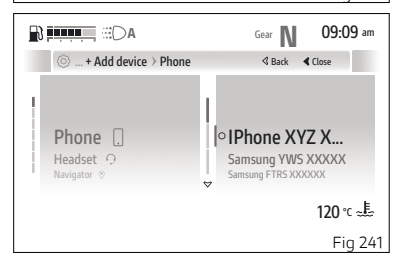 A Gear N 09:09 am
... + Add device > Phone Back Close
Phone IPhone XYZ X...
Headset Samsung YWS XXXXX
Navigator Samsung FTRS XXXXXX
120 °C
Fig 241